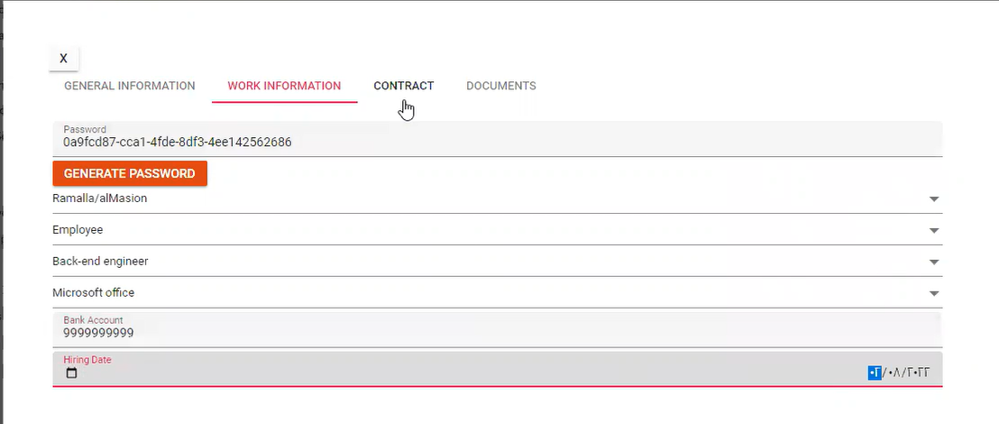 X
GENERAL INFORMATION
WORK INFORMATION
CONTRACT
DOCUMENTS
Password
0a9fcd87-cca1-4fde-8df3-4ee142562686
GENERATE PASSWORD
Ramalla/alMasion
Employee
Back-end engineer
Microsoft office
Bank Account
9999999999
Hiring Date
٠٢/٠٨/٢٠٢٢